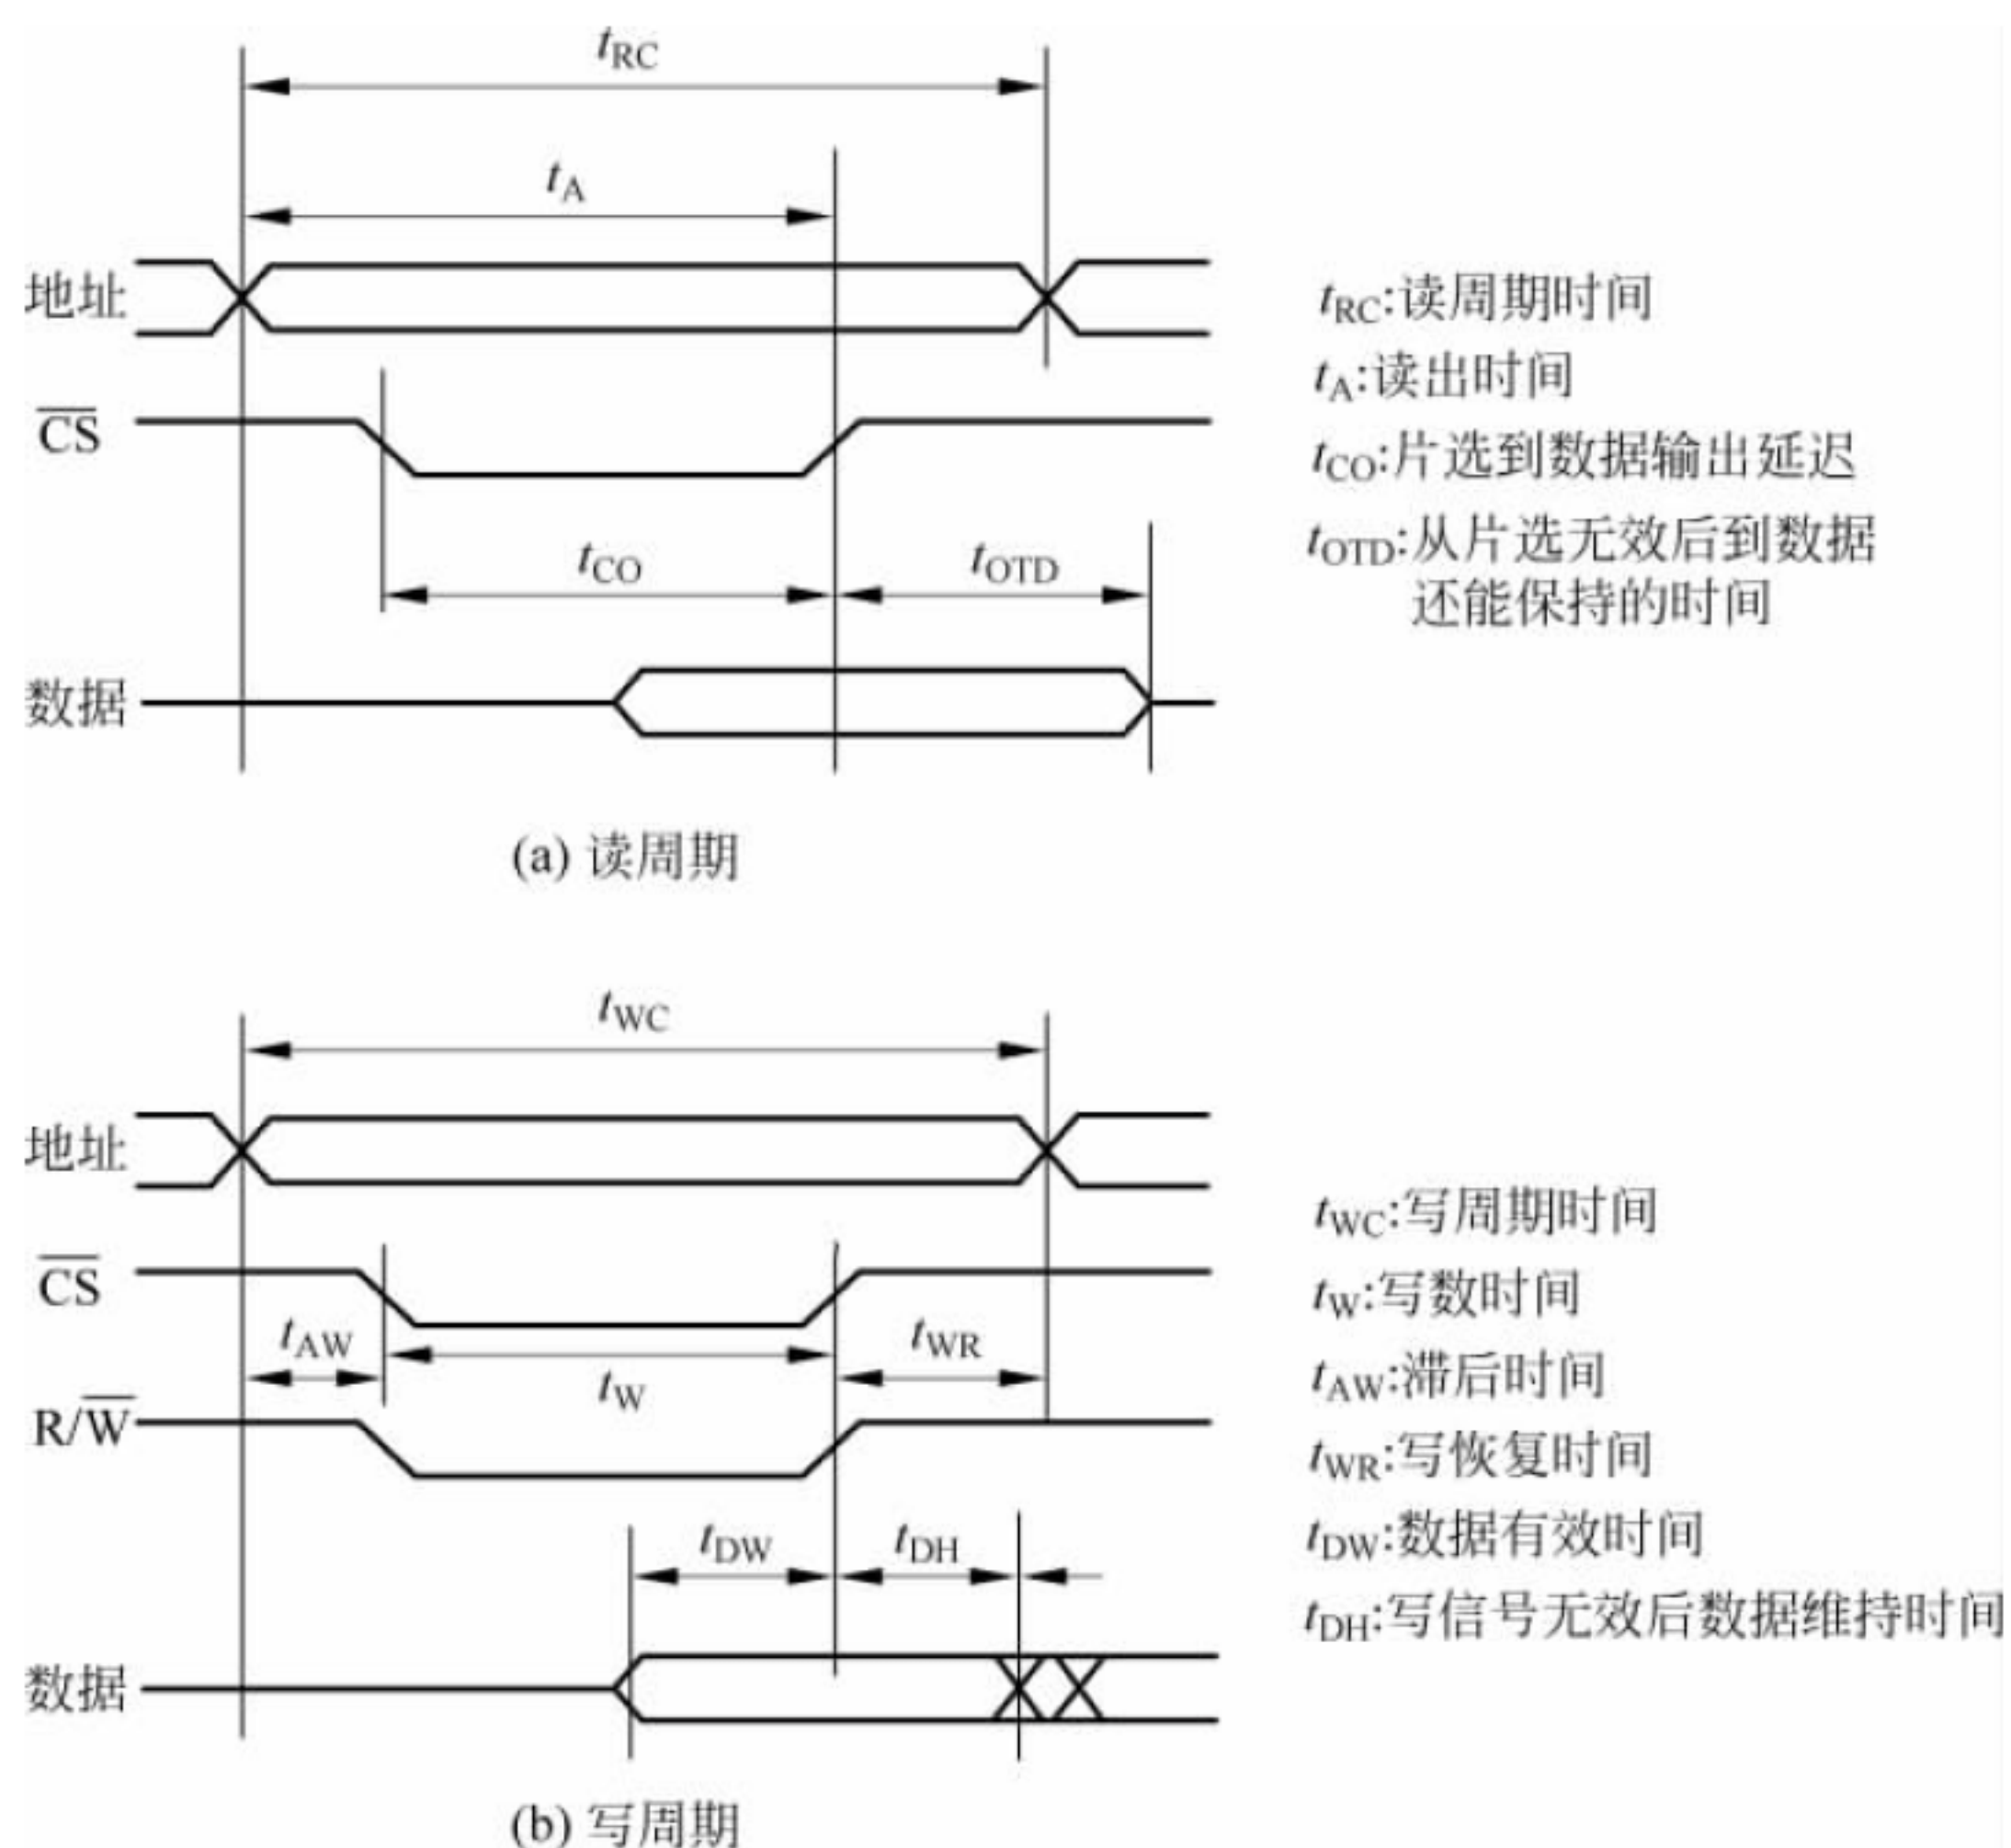 tRC
tA
地址
CS
tCO
tOTD
数据
tRC:读周期时间
tA:读出时间
tCO:片选到数据输出延迟
tOTD:从片选无效后到数据
还能保持的时间
(a) 读周期
tWC
地址
CS
tAW
tW
tWR
R/W
tDW
tDH
数据
tWC:写周期时间
tW:写数时间
tAW:滞后时间
tWR:写恢复时间
tDW:数据有效时间
tDH:写信号无效后数据维持时间
(b) 写周期